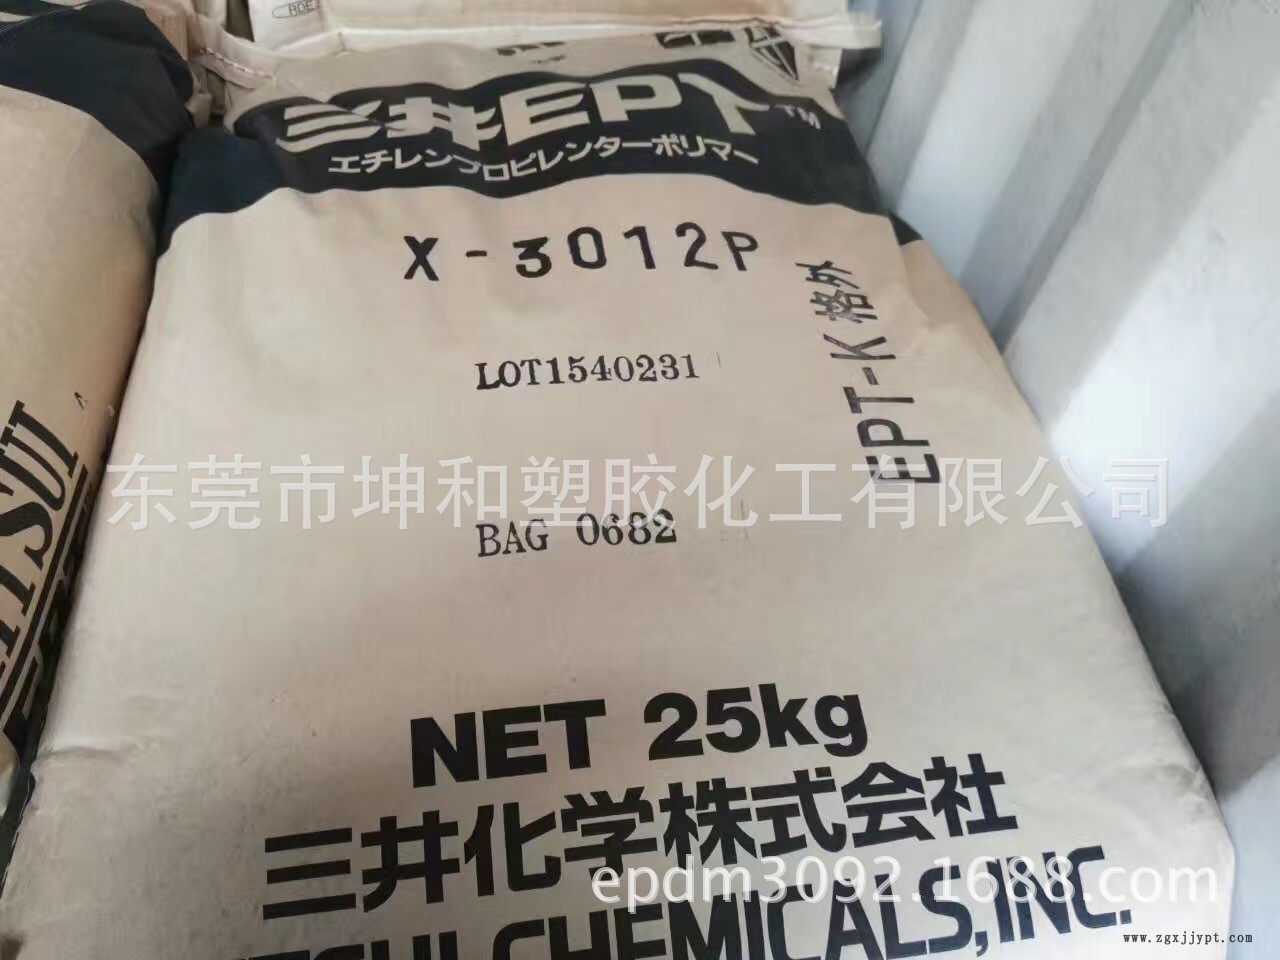 三井EPT™
エチレンプロピレンターポリマー
X-3012P
EPT-K 格外
LOT1540231
东莞市坤和塑胶化工有限公司
BAG 0682
NET 25kg
三井化学株式会社
epdm3092.1688.com
CHEMICALS,INC.
www.zgxjjypt.com